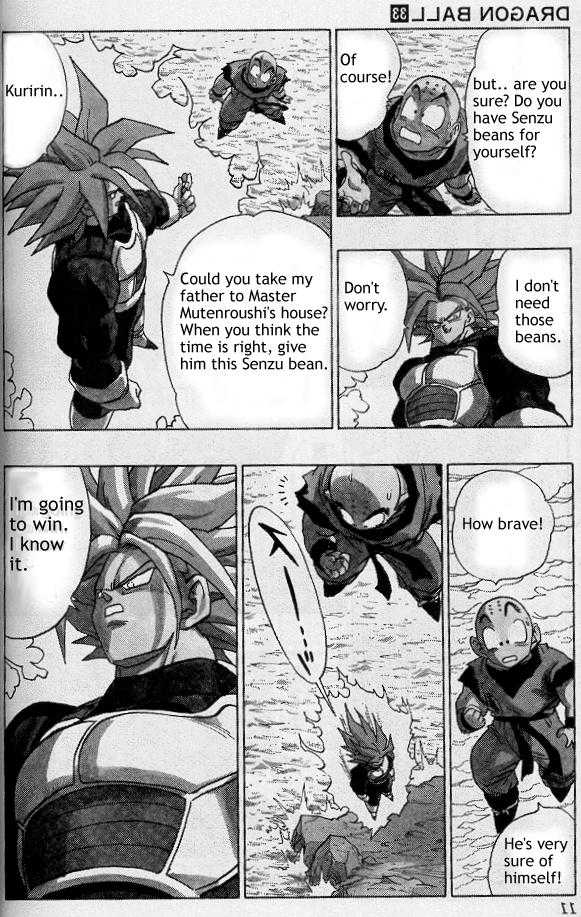 DRAGON BALL 33
Kuririn..
Could you take my
father to Master
Mutenroushi's house?
When you think the
time is right, give
him this Senzu bean.
Of
course!
but.. are you
sure? Do you
have Senzu
beans for
yourself?
Don't
worry.
I don't
need
those
beans.
I'm going
to win.
I know
it.
How brave!
He's very
sure of
himself!
11